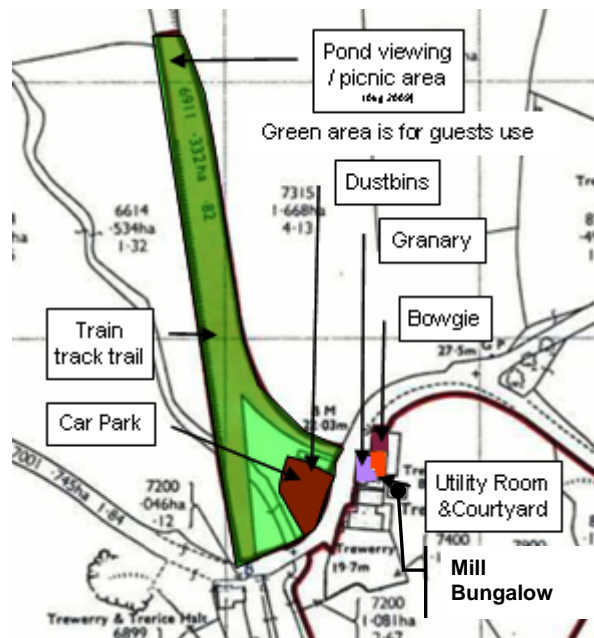 Pond viewing
/ picnic area
Green area is for guests use
Dustbins
6911 ·332ha ·82
7315
1·668ha
4·13
6614
·534ha
1·32
Granary
Bowgie
27·5m
Train
track trail
B M
Car Park
7001 ·745ha 1·84
7200
·046ha
·12
Utility Room
&Courtyard
Trewerry
19·7m
7400
7900
Mill
Bungalow
Trewerry & Trerice Halt
6899
7200
1·081ha
2·67